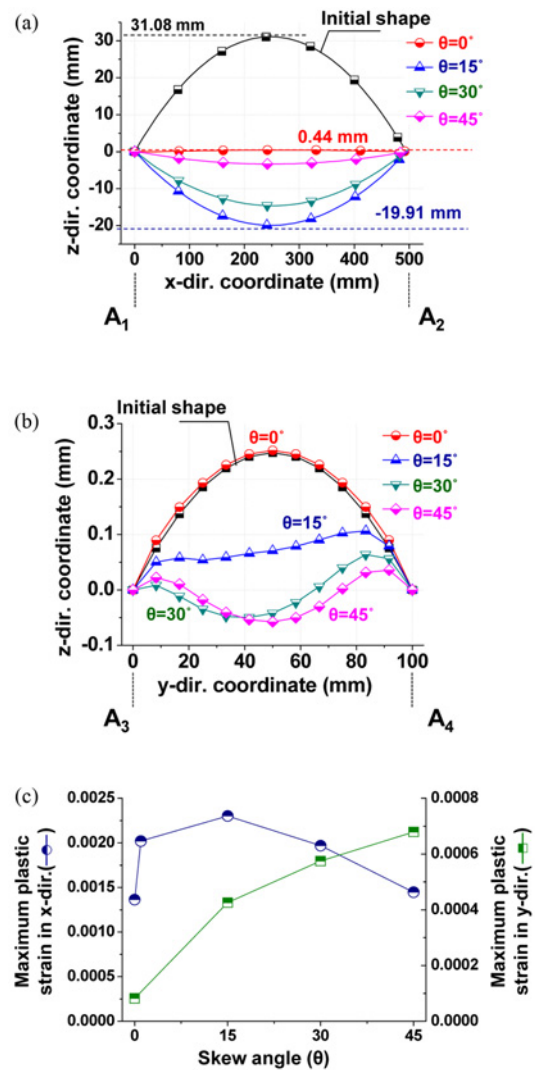 (a)
31.08 mm
Initial shape
θ=0°
θ=15°
θ=30°
θ=45°
0.44 mm
-19.91 mm
z-dir. coordinate (mm)
30
20
10
0
-10
-20
0 100 200 300 400 500
x-dir. coordinate (mm)
A1 A2
(b)
Initial shape
θ=0°
θ=0°
θ=15°
θ=30°
θ=45°
θ=15°
θ=30°
θ=45°
z-dir. coordinate (mm)
0.3
0.2
0.1
0.0
-0.1
0 20 40 60 80 100
y-dir. coordinate (mm)
A3 A4
(c)
Maximum plastic
strain in x-dir.( )
0.0025
0.0020
0.0015
0.0010
0.0005
0.0000
0.0008
0.0006
0.0004
0.0002
0.0000
Maximum plastic
strain in y-dir.( )
0 15 30 45
Skew angle (θ)